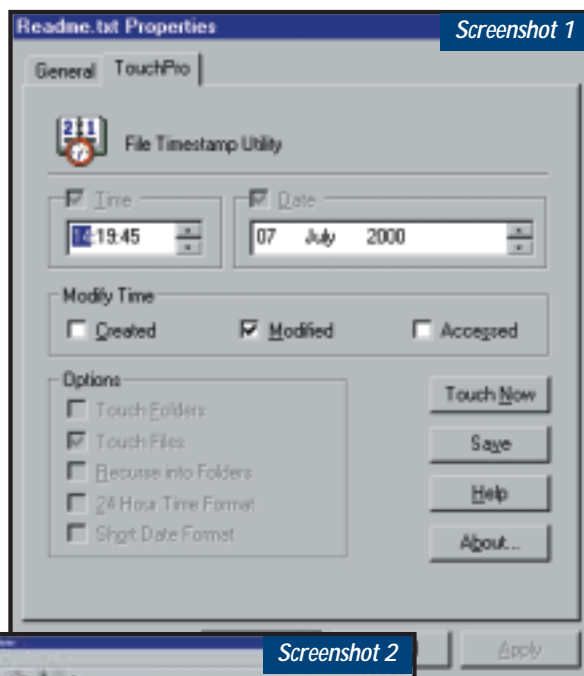 Readme.txt Properties
Screenshot 1
General TouchPro
File Timestamp Utility
Time
Date
14:19:45
07 July 2000
Modify Time
Created Modified Accessed
Options
Touch Folders
Touch Files
Recurse into Folders
24 Hour Time Format
Short Date Format
Touch Now
Save
Help
About...
Screenshot 2
Apply